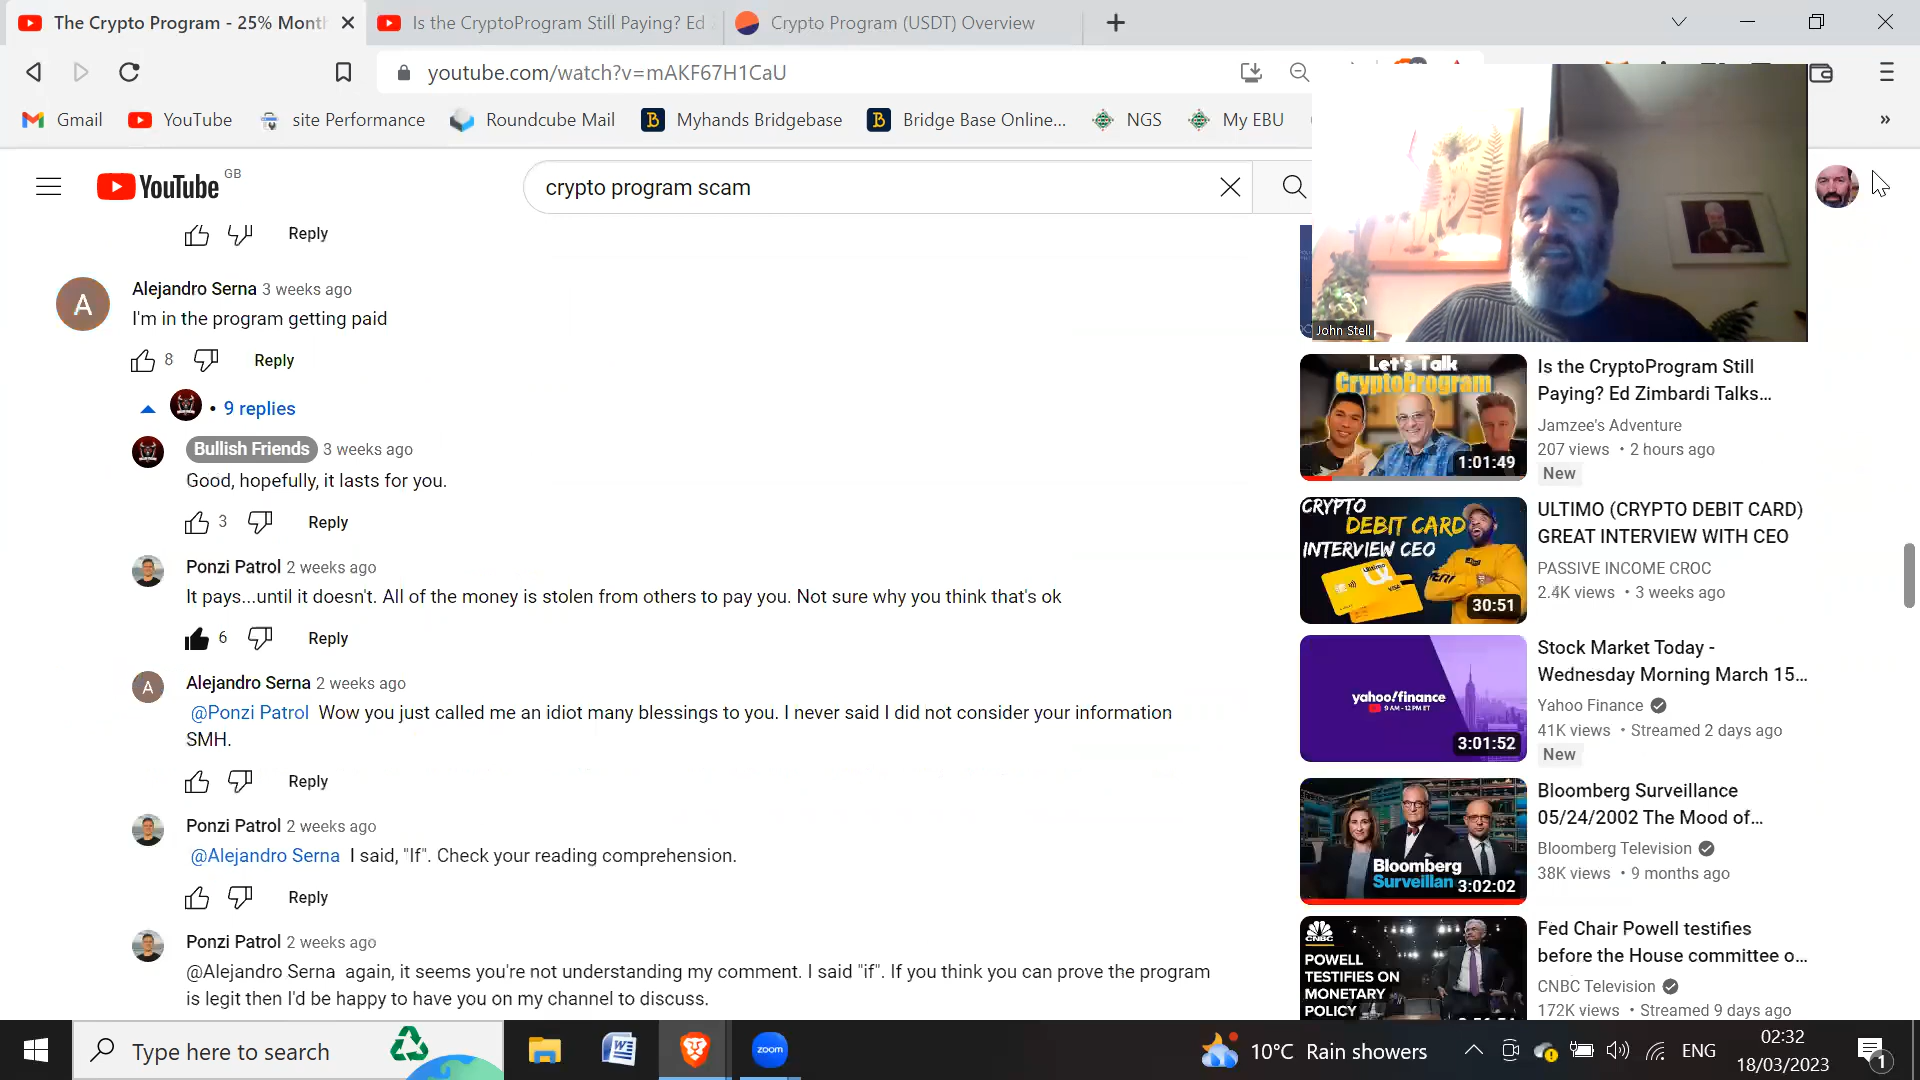 The Crypto Program - 25% Mont
Is the CryptoProgram Still Paying? Ed
Crypto Program (USDT) Overview
youtube.com/watch?v=mAKF67H1CaU
Gmail
YouTube
site Performance
Roundcube Mail
Myhands Bridgebase
Bridge Base Online...
NGS
My EBU
»
YouTube GB
crypto program scam
John Stell
Reply
Alejandro Serna 3 weeks ago
I'm in the program getting paid
8 Reply
• 9 replies
Bullish Friends 3 weeks ago
Good, hopefully, it lasts for you.
3 Reply
Ponzi Patrol 2 weeks ago
It pays...until it doesn't. All of the money is stolen from others to pay you. Not sure why you think that's ok
6 Reply
A
Alejandro Serna 2 weeks ago
@Ponzi Patrol Wow you just called me an idiot many blessings to you. I never said I did not consider your information
SMH.
Reply
Ponzi Patrol 2 weeks ago
@Alejandro Serna I said, "If". Check your reading comprehension.
Reply
Ponzi Patrol 2 weeks ago
@Alejandro Serna again, it seems you're not understanding my comment. I said "if". If you think you can prove the program
is legit then I'd be happy to have you on my channel to discuss.
Let's Talk
CryptoProgram
1:01:49
Is the CryptoProgram Still
Paying? Ed Zimbardi Talks...
Jamzee's Adventure
207 views • 2 hours ago
New
CRYPTO
DEBIT CARD
INTERVIEW CEO
30:51
ULTIMO (CRYPTO DEBIT CARD)
GREAT INTERVIEW WITH CEO
PASSIVE INCOME CROC
2.4K views • 3 weeks ago
yahoo!finance
9 AM - 12 PM ET
3:01:52
Stock Market Today -
Wednesday Morning March 15...
Yahoo Finance
41K views • Streamed 2 days ago
New
Bloomberg
Surveillan
3:02:02
Bloomberg Surveillance
05/24/2002 The Mood of...
Bloomberg Television
38K views • 9 months ago
CNBC
POWELL
TESTIFIES ON
MONETARY
POLICY
Fed Chair Powell testifies
before the House committee o...
CNBC Television
172K views • Streamed 9 days ago
Type here to search
zoom
10°C Rain showers
ENG
02:32
18/03/2023
1